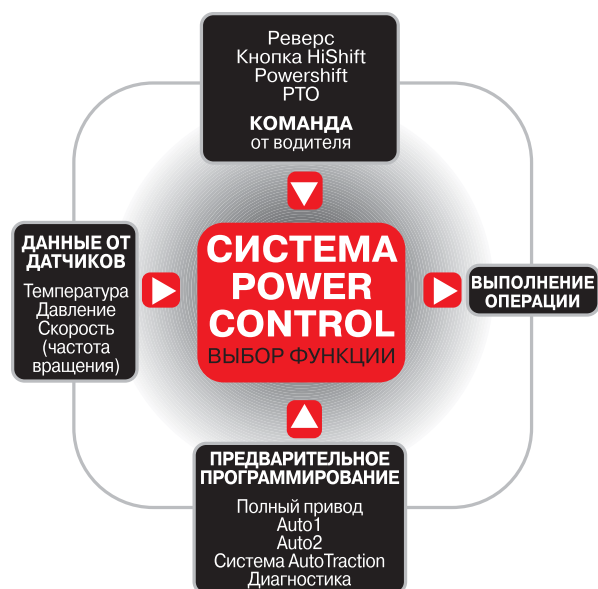 Реверс
Кнопка HiShift
Powershift
PTO
КОМАНДА
от водителя
ДАННЫЕ ОТ
ДАТЧИКОВ
Температура
Давление
Скорость
(частота
вращения)
СИСТЕМА
POWER
CONTROL
ВЫБОР ФУНКЦИИ
ВЫПОЛНЕНИЕ
ОПЕРАЦИИ
ПРЕДВАРИТЕЛЬНОЕ
ПРОГРАММИРОВАНИЕ
Полный привод
Auto1
Auto2
Система AutoTraction
Диагностика